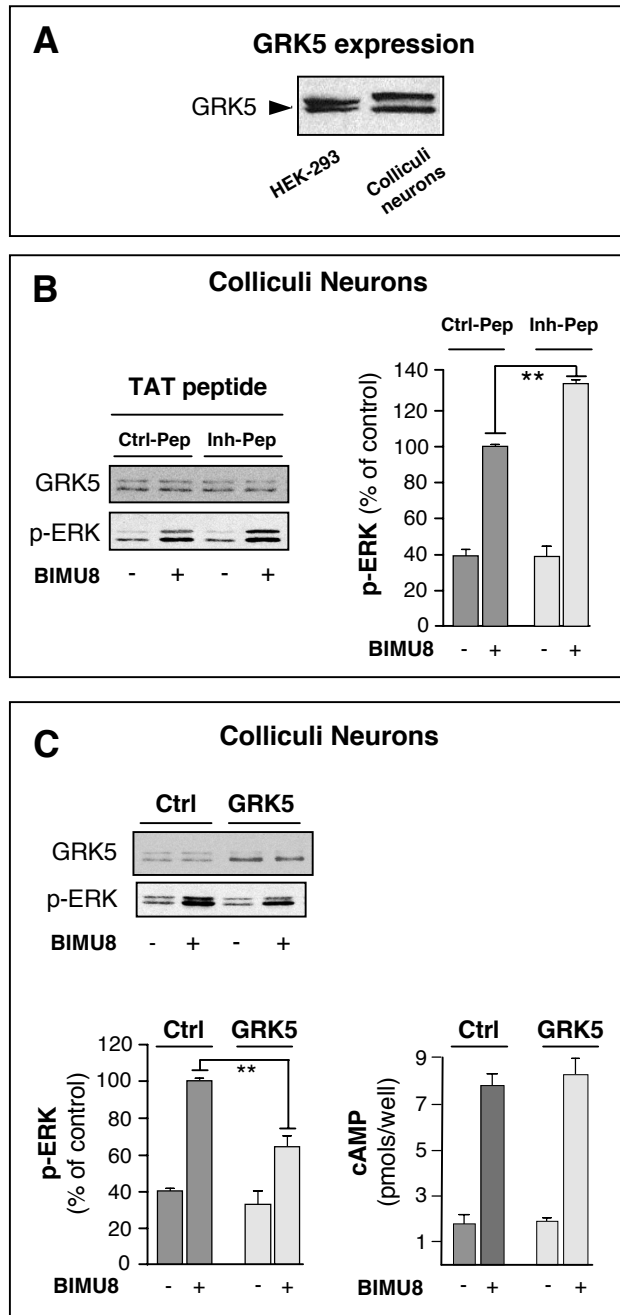 A
GRK5 expression
GRK5
HEK-293
Colliculi
neurons
B
Colliculi Neurons
TAT peptide
Ctrl-Pep Inh-Pep
GRK5
p-ERK
BIMU8 - + - +
Ctrl-Pep Inh-Pep
p-ERK (% of control)
140
120
100
80
60
40
20
0
**
BIMU8 - + - +
C
Colliculi Neurons
Ctrl GRK5
GRK5
p-ERK
BIMU8 - + - +
Ctrl GRK5
p-ERK
(% of control)
120
100
80
60
40
20
0
**
BIMU8 - + - +
Ctrl GRK5
cAMP
(pmols/well)
9
7
5
3
1
BIMU8 - + - +